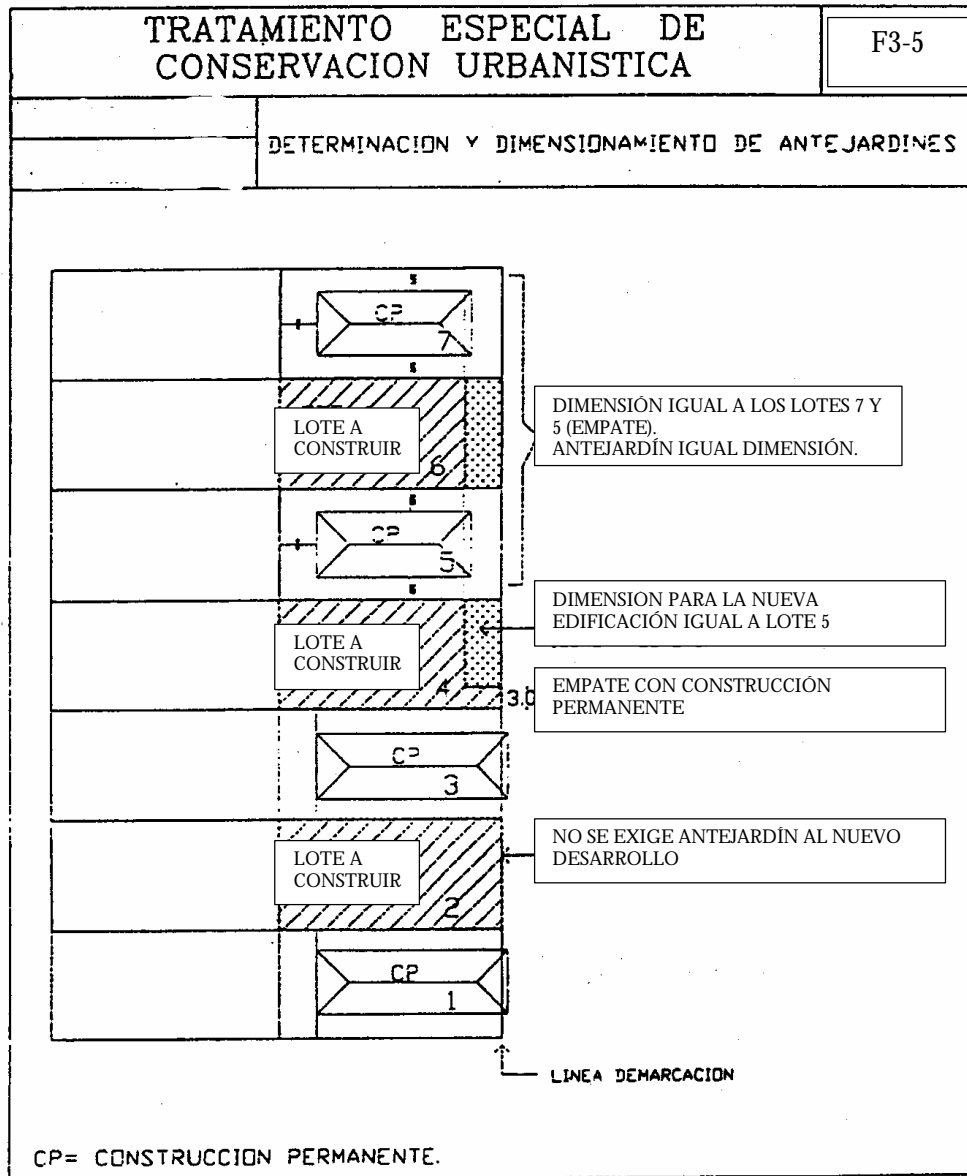 TRATAMIENTO ESPECIAL DE
CONSERVACION URBANISTICA
F3-5
DETERMINACION Y DIMENSIONAMIENTO DE ANTEJARDINES
CP
7
LOTE A
CONSTRUIR
6
DIMENSIÓN IGUAL A LOS LOTES 7 Y
5 (EMPATE).
ANTEJARDÍN IGUAL DIMENSIÓN.
CP
5
LOTE A
CONSTRUIR
4
DIMENSION PARA LA NUEVA
EDIFICACIÓN IGUAL A LOTE 5
3.0
EMPATE CON CONSTRUCCIÓN
PERMANENTE
CP
3
LOTE A
CONSTRUIR
2
NO SE EXIGE ANTEJARDÍN AL NUEVO
DESARROLLO
CP
1
LINEA DEMARCACION
CP= CONSTRUCCION PERMANENTE.